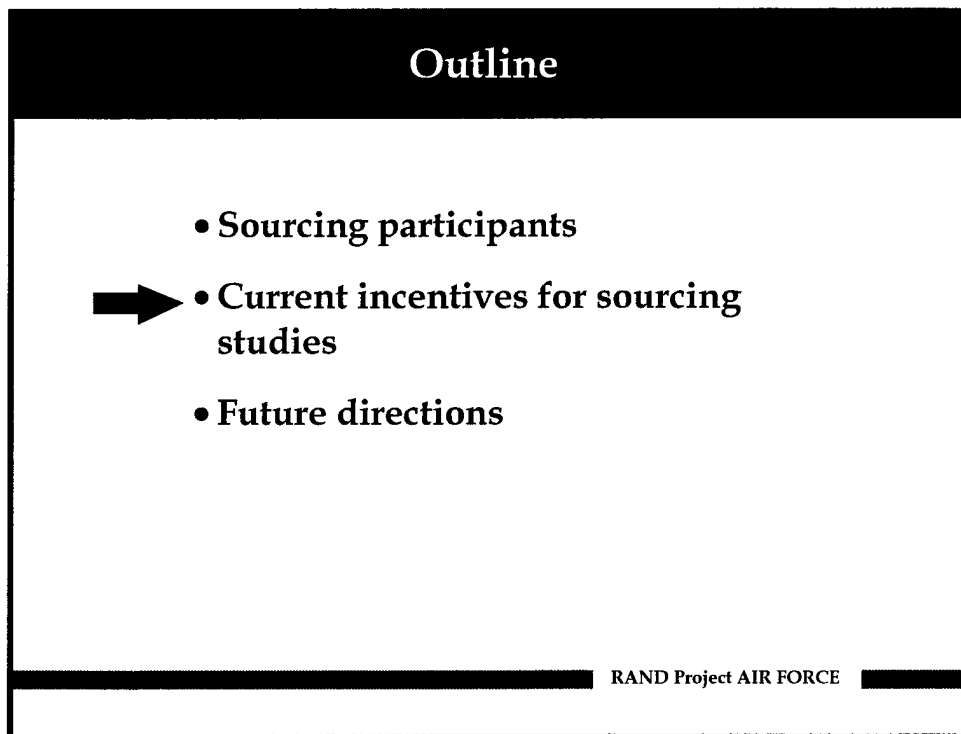 Outline
• Sourcing participants
• Current incentives for sourcing
studies
• Future directions
RAND Project AIR FORCE